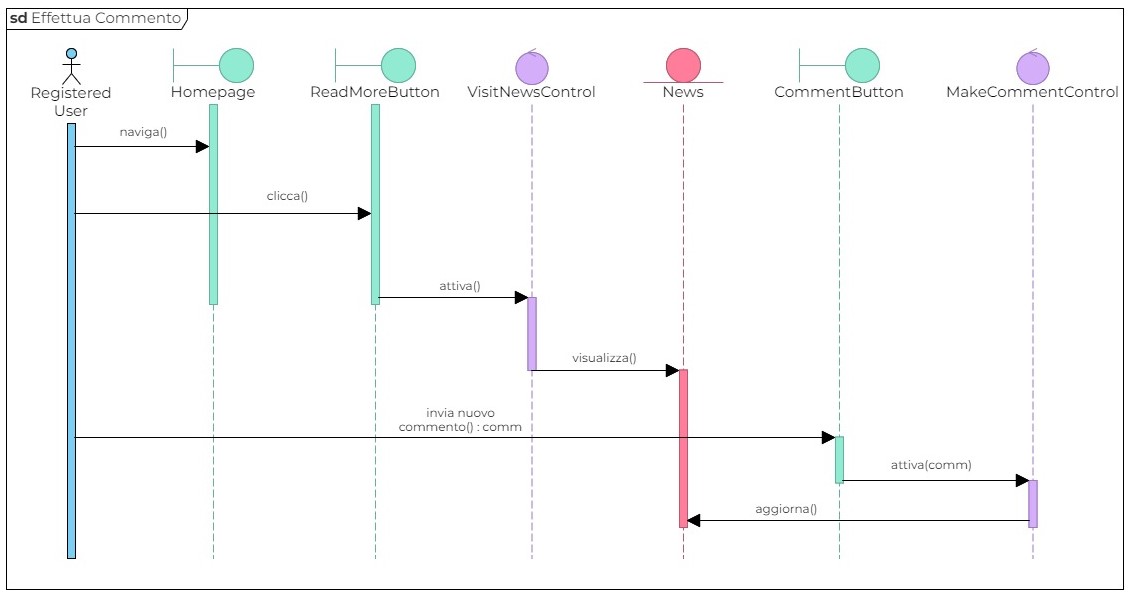 sd Effettua Commento
Registered
User
Homepage
ReadMoreButton
VisitNewsControl
News
CommentButton
MakeCommentControl
naviga()
clicca()
attiva()
visualizza()
invia nuovo
commento() : comm
attiva(comm)
aggiorna()